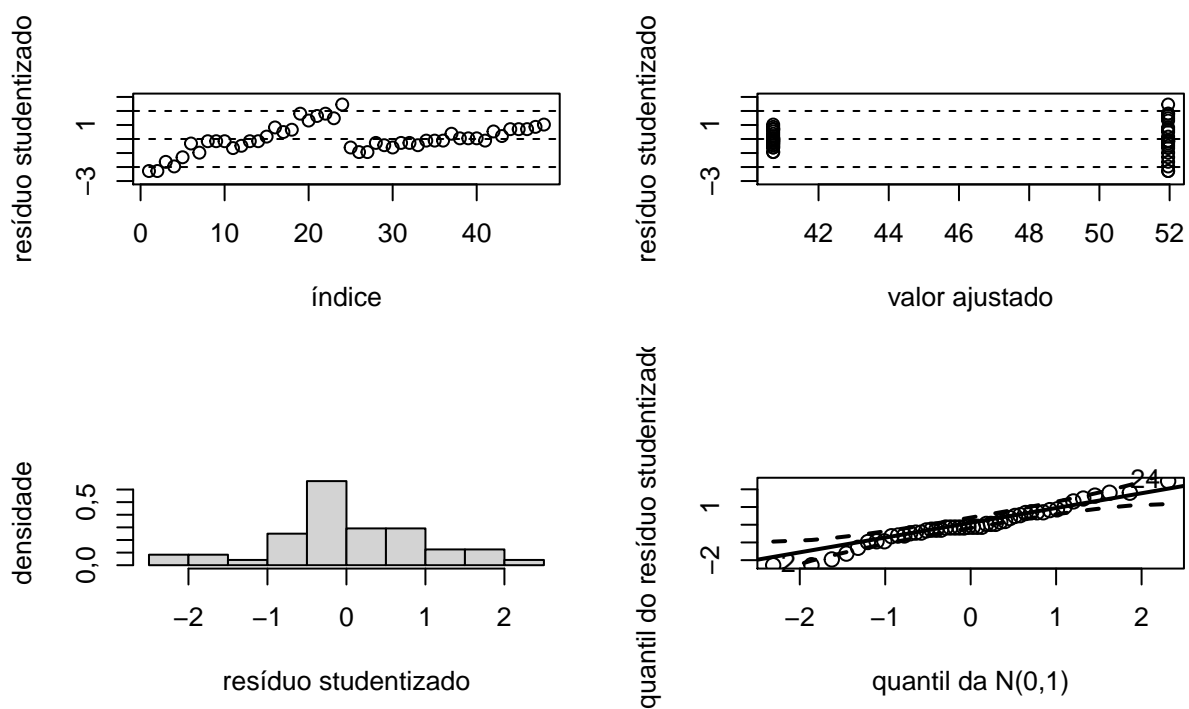 resíduo studentizado
1
−3
0 10 20 30 40
índice
resíduo studentizado
1
−3
42 44 46 48 50 52
valor ajustado
densidade
0,5
0,0
−2 −1 0 1 2
resíduo studentizado
quantil do resíduo studentizado
1
−2
24
2
−2 −1 0 1 2
quantil da N(0,1)